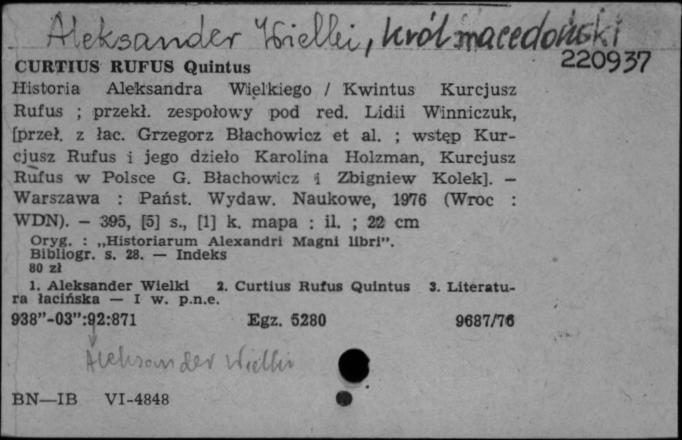 Aleksander Wielki, król macedoński
220937
CURTIUS RUFUS Quintus
Historia Aleksandra Wielkiego / Kwintus Kurcjusz
Rufus ; przekł. zespołowy pod red. Lidii Winniczuk,
[przeł. z łac. Grzegorz Błachowicz et al. ; wstęp Kur-
cjusz Rufus i jego dzieło Karolina Holzman, Kurcjusz
Rufus w Polsce G. Błachowicz i Zbigniew Kolek]. —
Warszawa : Państ. Wydaw. Naukowe, 1976 (Wroc :
WDN). — 395, [5] s., [1] k. mapa : il. ; 22 cm
Oryg. : „Historiarum Alexandri Magni libri”.
Bibliogr. s. 28. — Indeks
80 zł
1. Aleksander Wielki 2. Curtius Rufus Quintus 3. Literatu-
ra łacińska — I w. p.n.e.
938”-03”:92:871 Egz. 5280 9687/76
Aleksander Wielki
BN—IB VI-4848